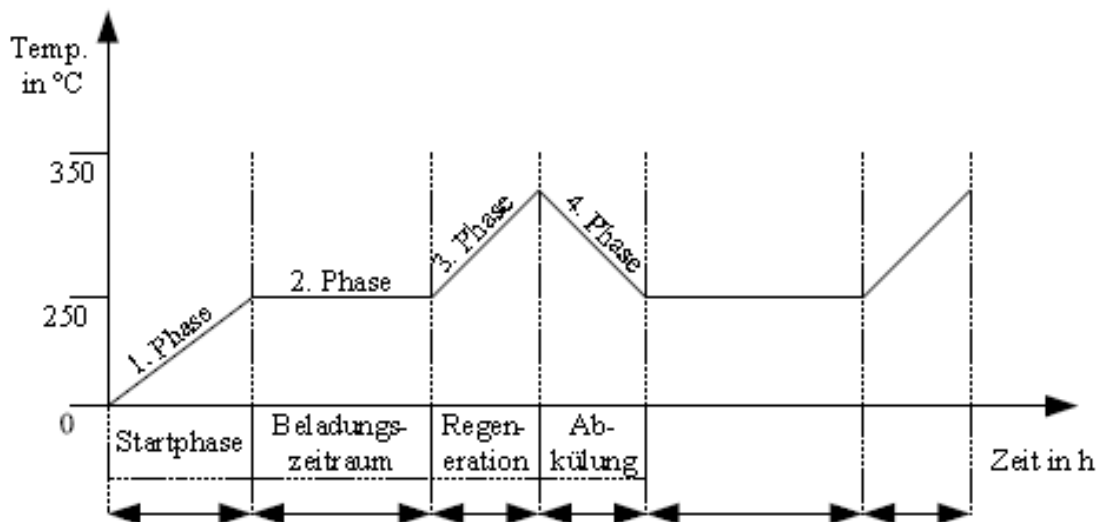 Temp.
in °C
350
250
0
1. Phase
2. Phase
3. Phase
4. Phase
Startphase
Beladungs-
zeitraum
Regen-
eration
Ab-
külung
Zeit in h